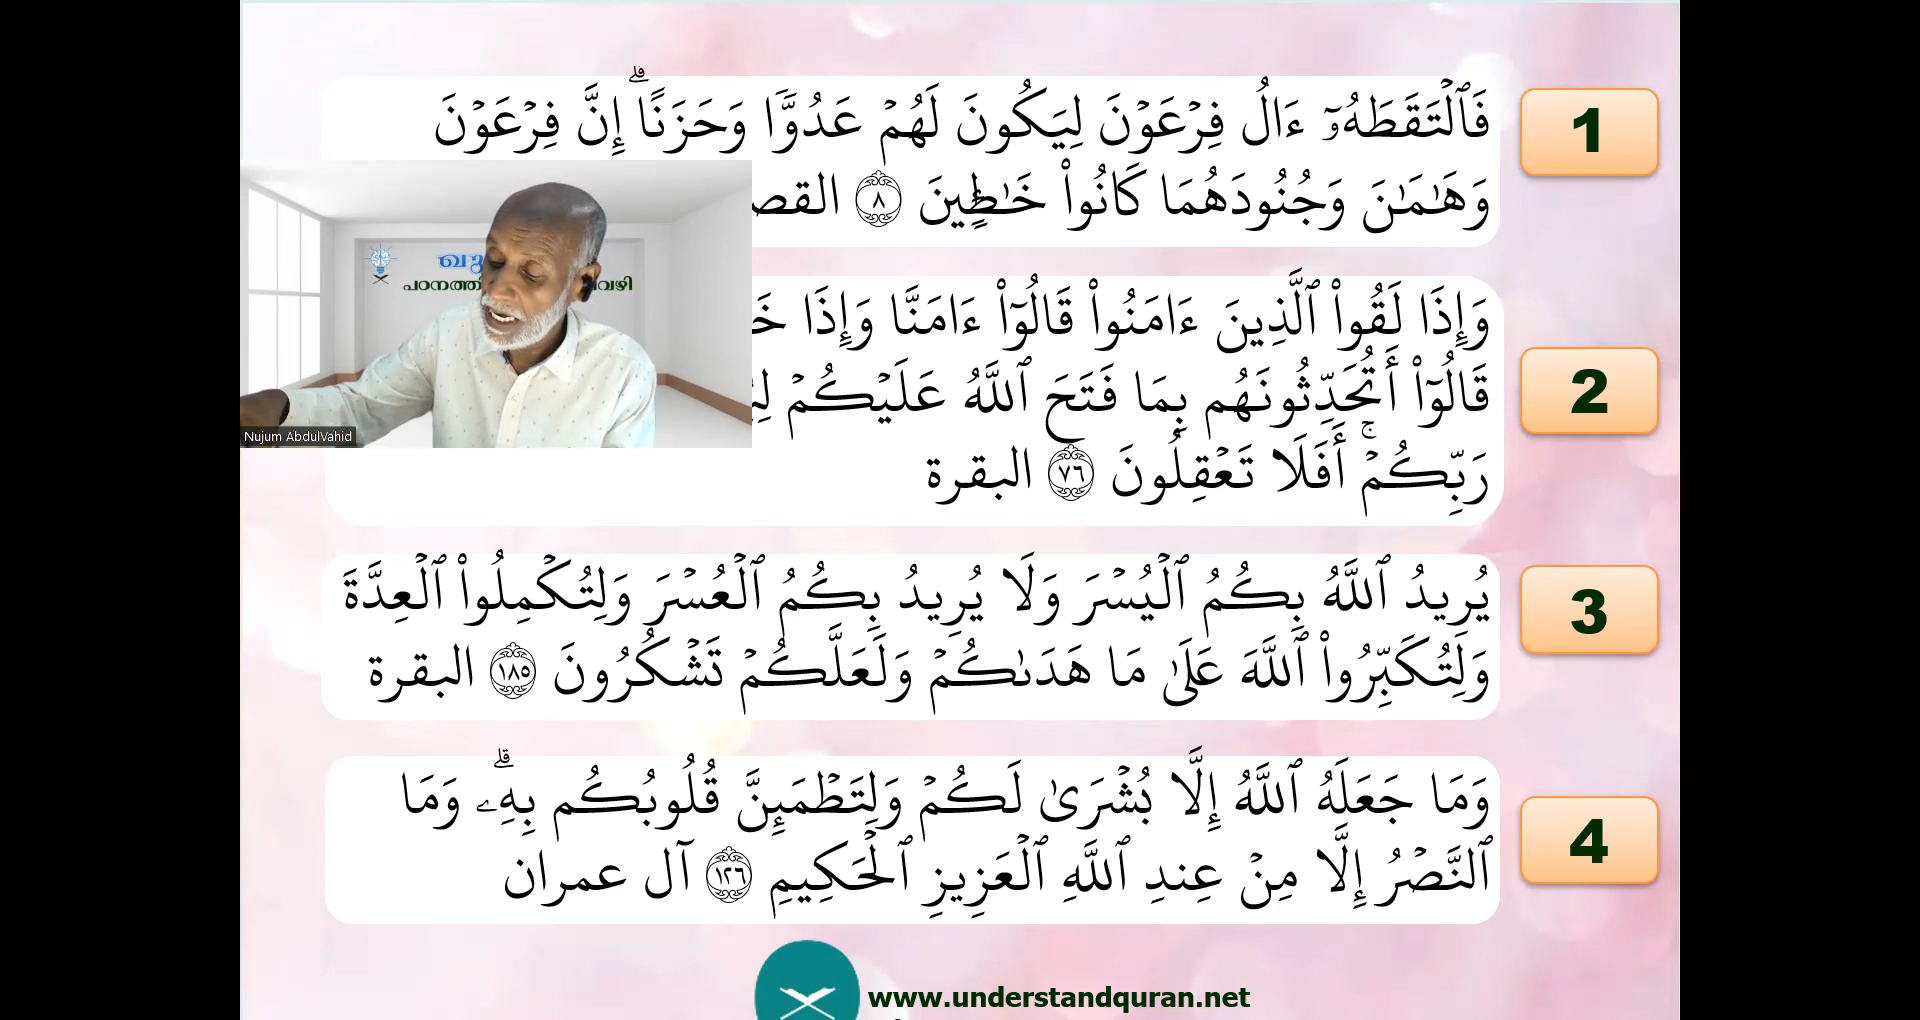 فَٱلۡتَقَطَهُۥٓ ءَالُ فِرۡعَوۡنَ لِيَكُونَ لَهُمۡ عَدُوّٗا وَحَزَنًاۗ إِنَّ فِرۡعَوۡنَ
وَهَٰمَٰنَ وَجُنُودَهُمَا كَانُواْ خَٰطِـِٔينَ ٨
1
وَإِذَا لَقُواْ ٱلَّذِينَ ءَامَنُواْ قَالُوٓاْ ءَامَنَّا وَإِذَا
قَالُوٓاْ أَتُحَدِّثُونَهُم بِمَا فَتَحَ ٱللَّهُ عَلَيۡكُمۡ
رَبِّكُمۡۚ أَفَلَا تَعۡقِلُونَ ٧٦ البقرة
2
يُرِيدُ ٱللَّهُ بِكُمُ ٱلۡيُسۡرَ وَلَا يُرِيدُ بِكُمُ ٱلۡعُسۡرَ وَلِتُكۡمِلُواْ ٱلۡعِدَّةَ
وَلِتُكَبِّرُواْ ٱللَّهَ عَلَىٰ مَا هَدَىٰكُمۡ وَلَعَلَّكُمۡ تَشۡكُرُونَ ١٨٥ البقرة
3
وَمَا جَعَلَهُ ٱللَّهُ إِلَّا بُشۡرَىٰ لَكُمۡ وَلِتَطۡمَئِنَّ قُلُوبُكُم بِهِۦۗ وَمَا
ٱلنَّصۡرُ إِلَّا مِنۡ عِندِ ٱللَّهِ ٱلۡعَزِيزِ ٱلۡحَكِيمِ ١٢٦ آل عمران
4
Nujum AbdulVahid
www.understandquran.net